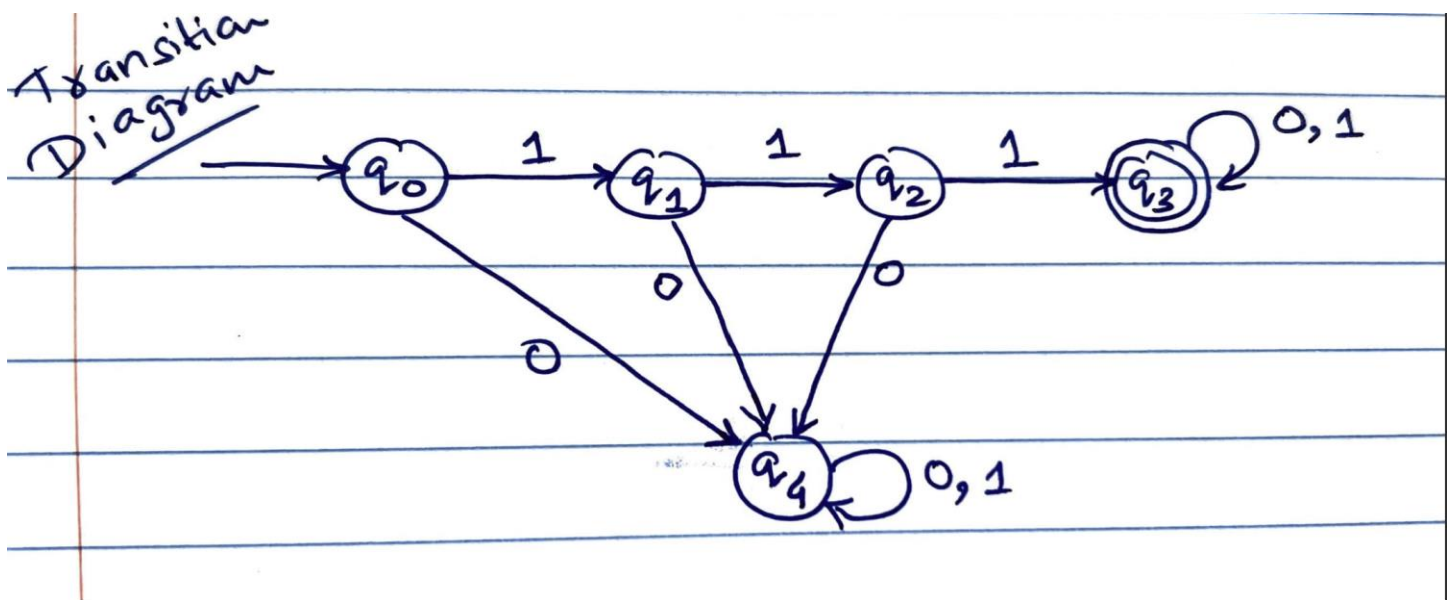 Transition
Diagram
1 1 1 0, 1
q0 q1 q2 q3
0 0
0
q4 0, 1